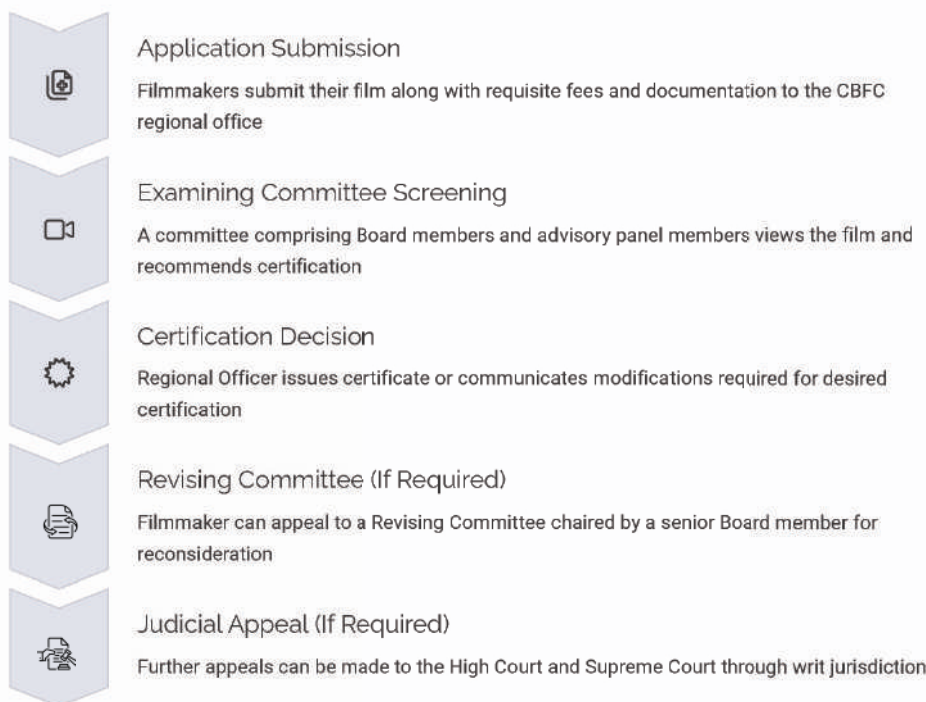 Application Submission
Filmmakers submit their film along with requisite fees and documentation to the CBFC
regional office
Examining Committee Screening
A committee comprising Board members and advisory panel members views the film and
recommends certification
Certification Decision
Regional Officer issues certificate or communicates modifications required for desired
certification
Revising Committee (If Required)
Filmmaker can appeal to a Revising Committee chaired by a senior Board member for
reconsideration
Judicial Appeal (If Required)
Further appeals can be made to the High Court and Supreme Court through writ jurisdiction